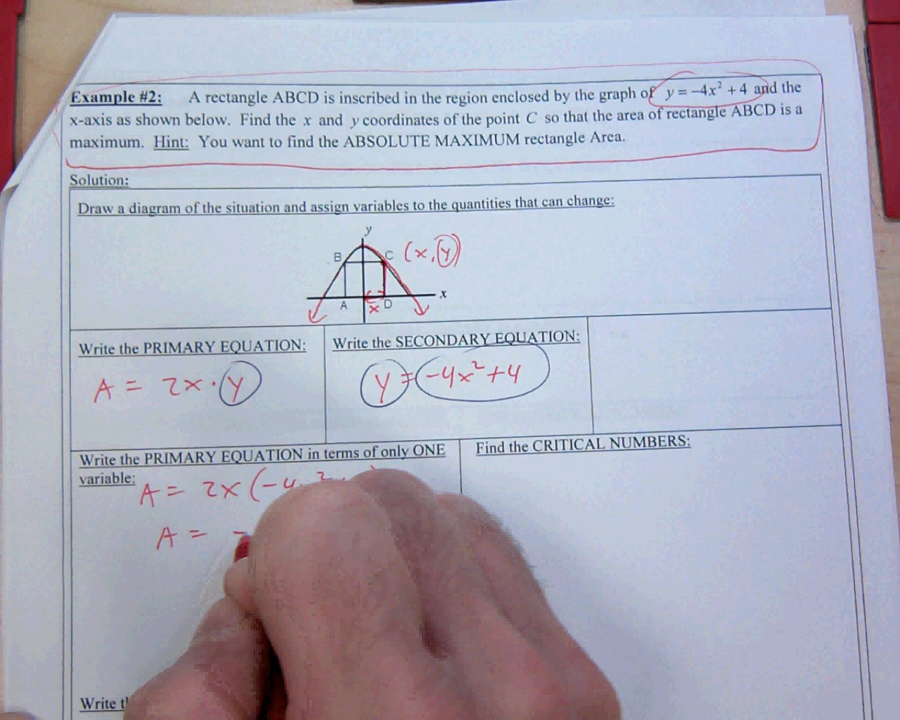 Example #2: A rectangle ABCD is inscribed in the region enclosed by the graph of y = -4x² + 4 and the
x-axis as shown below. Find the x and y coordinates of the point C so that the area of rectangle ABCD is a
maximum. Hint: You want to find the ABSOLUTE MAXIMUM rectangle Area.
Solution:
Draw a diagram of the situation and assign variables to the quantities that can change:
y
B C (x, y)
A x D x
Write the PRIMARY EQUATION:
A = 2x · y
Write the SECONDARY EQUATION:
y = -4x² + 4
Write the PRIMARY EQUATION in terms of only ONE
variable: A = 2x(-4
A = -
Find the CRITICAL NUMBERS:
Write